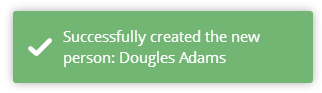 Successfully created the new
person: Dougles Adams